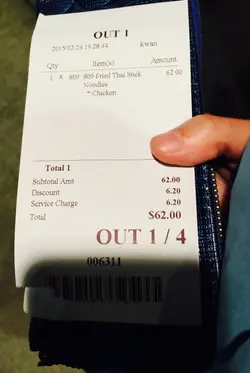 OUT 1
2015/02/24 19:28:44 kwan
Qty Item(s) Amount
1 & 809 809 Fried Thai Stick 62.00
Noodles
* Chicken
Total 1
Subtotal Amt 62.00
Discount 6.20
Service Charge 6.20
Total $62.00
OUT 1 / 4
006311